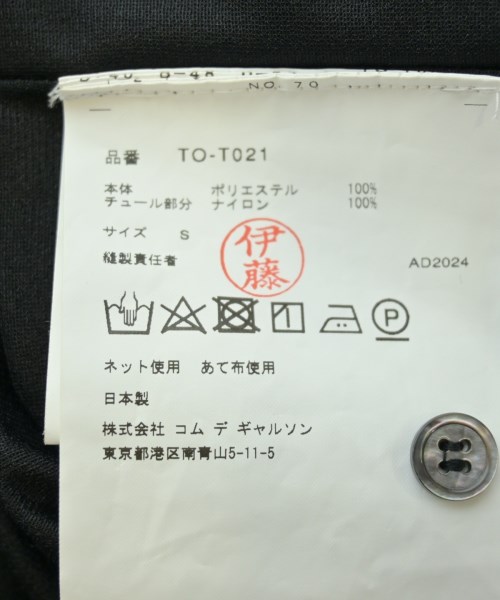 NO. 70
品番 TO-T021
本体 ポリエステル 100%
チュール部分 ナイロン 100%
サイズ S
縫製責任者 伊藤
AD2024
P
ネット使用 あて布使用
日本製
株式会社 コム デ ギャルソン
東京都港区南青山5-11-5